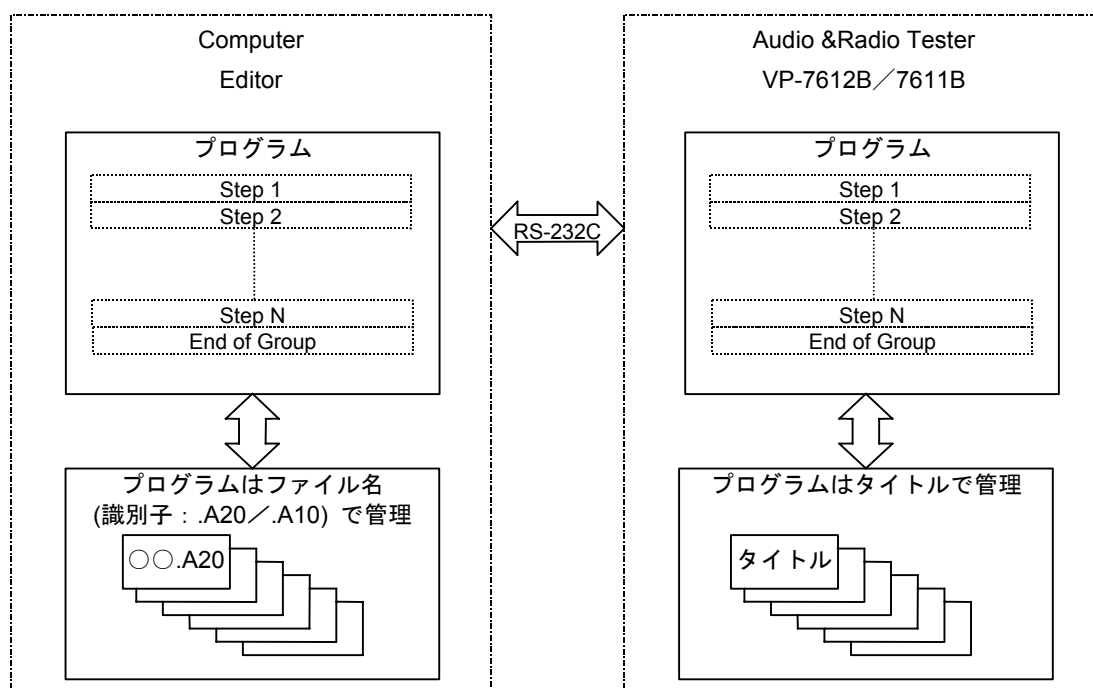 Computer
Editor
プログラム
Step 1
Step 2
Step N
End of Group
プログラムはファイル名
(識別子：.A20／.A10) で管理
○○.A20
RS-232C
Audio &Radio Tester
VP-7612B／7611B
プログラム
Step 1
Step 2
Step N
End of Group
プログラムはタイトルで管理
タイトル